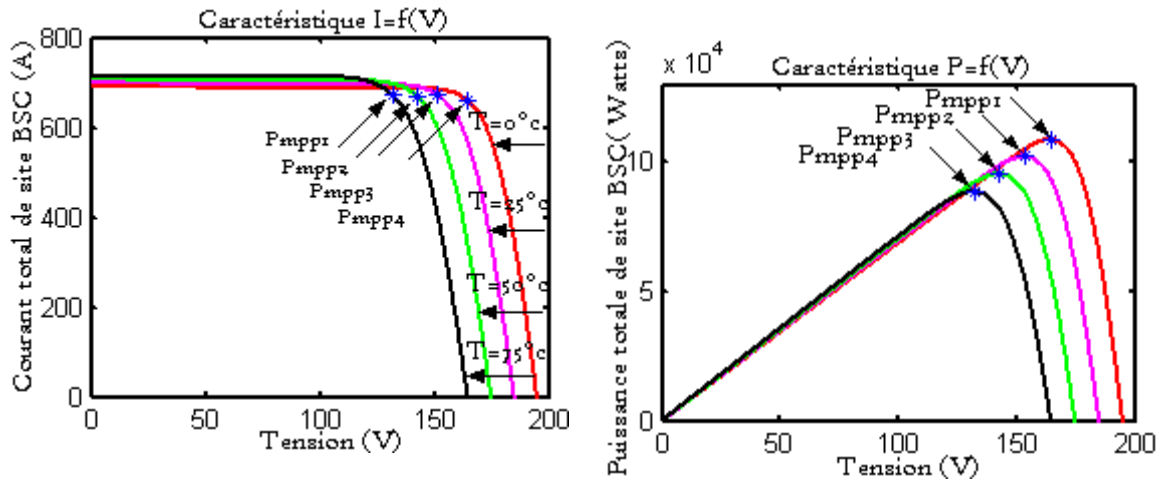 Caractéristique I=f(V)
Courant total de site BSC (A)
800
600
400
200
0
Pmpp1
Pmpp2
Pmpp3
Pmpp4
T=0°c
T=25°c
T=50°c
T=75°c
0
50
100
150
200
Tension (V)
x 10^4
Caractéristique P=f(V)
Puissance totale de site BSC( Watts)
10
5
0
Pmpp1
Pmpp2
Pmpp3
Pmpp4
0
50
100
150
200
Tension (V)